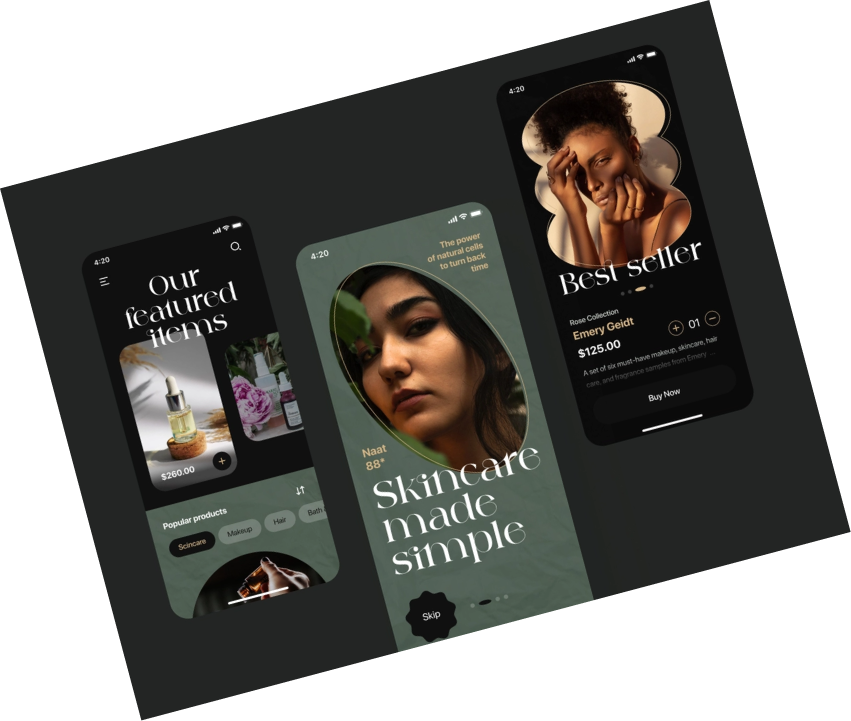 4:20
Our
featured
items
$260.00
Popular products
Scincare
Makeup
Hair
Bath
4:20
The power
of natural cells
to turn back
time
Naat
88*
Skincare
made
simple
Skip
4:20
Best seller
Rose Collection
Emery Geidt
01
$125.00
A set of six must-have makeup, skincare, hair
care, and fragrance samples from Emery ...
Buy Now